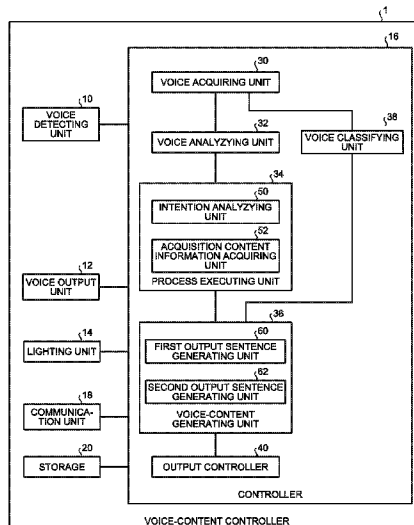 1
16
30
VOICE ACQUIRING UNIT
10
VOICE
DETECTING
UNIT
32
VOICE ANALYZYING UNIT
38
VOICE CLASSIFYING
UNIT
34
50
INTENTION ANALYZYING
UNIT
52
ACQUISITION CONTENT
INFORMATION ACQUIRING
UNIT
PROCESS EXECUTING UNIT
12
VOICE OUTPUT
UNIT
36
14
LIGHTING UNIT
60
FIRST OUTPUT SENTENCE
GENERATING UNIT
62
SECOND OUTPUT SENTENCE
GENERATING UNIT
VOICE-CONTENT
GENERATING UNIT
18
COMMUNICA-
TION UNIT
20
STORAGE
40
OUTPUT CONTROLLER
CONTROLLER
VOICE-CONTENT CONTROLLER